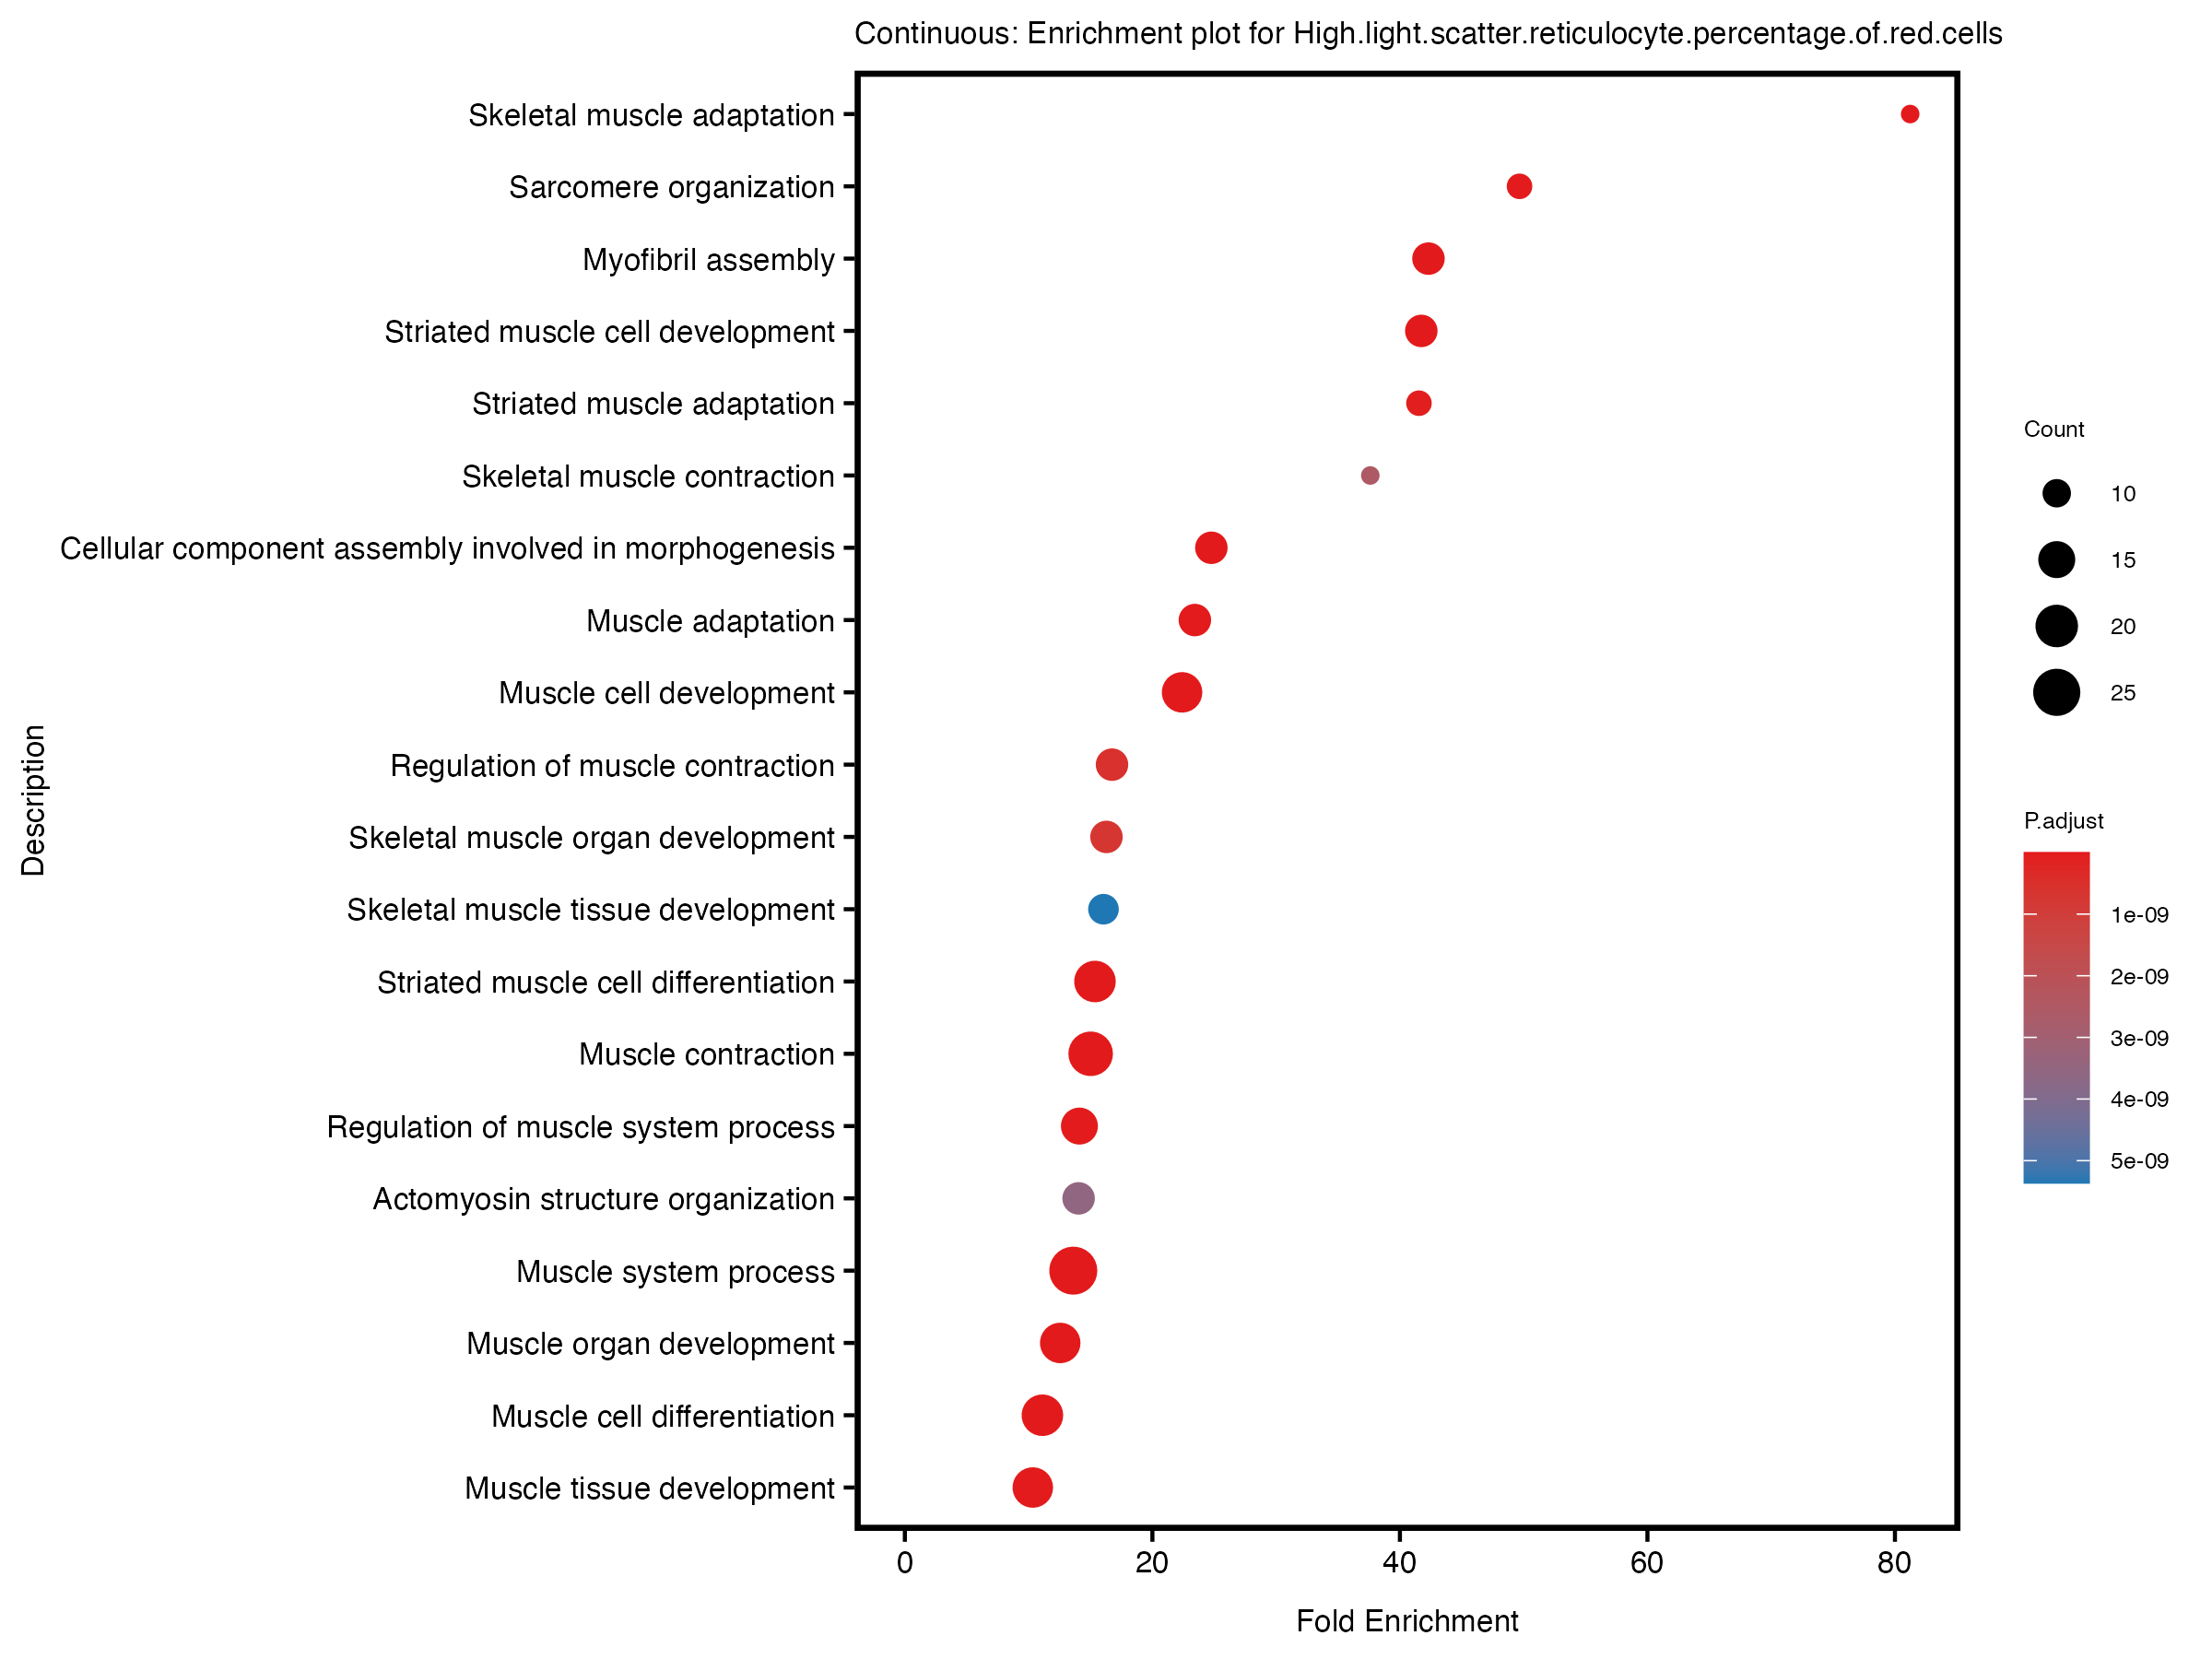 Continuous: Enrichment plot for High.light.scatter.reticulocyte.percentage.of.red.cells
Description
Skeletal muscle adaptation
Sarcomere organization
Myofibril assembly
Striated muscle cell development
Striated muscle adaptation
Skeletal muscle contraction
Cellular component assembly involved in morphogenesis
Muscle adaptation
Muscle cell development
Regulation of muscle contraction
Skeletal muscle organ development
Skeletal muscle tissue development
Striated muscle cell differentiation
Muscle contraction
Regulation of muscle system process
Actomyosin structure organization
Muscle system process
Muscle organ development
Muscle cell differentiation
Muscle tissue development
0 20 40 60 80
Fold Enrichment
Count
10
15
20
25
P.adjust
1e-09
2e-09
3e-09
4e-09
5e-09